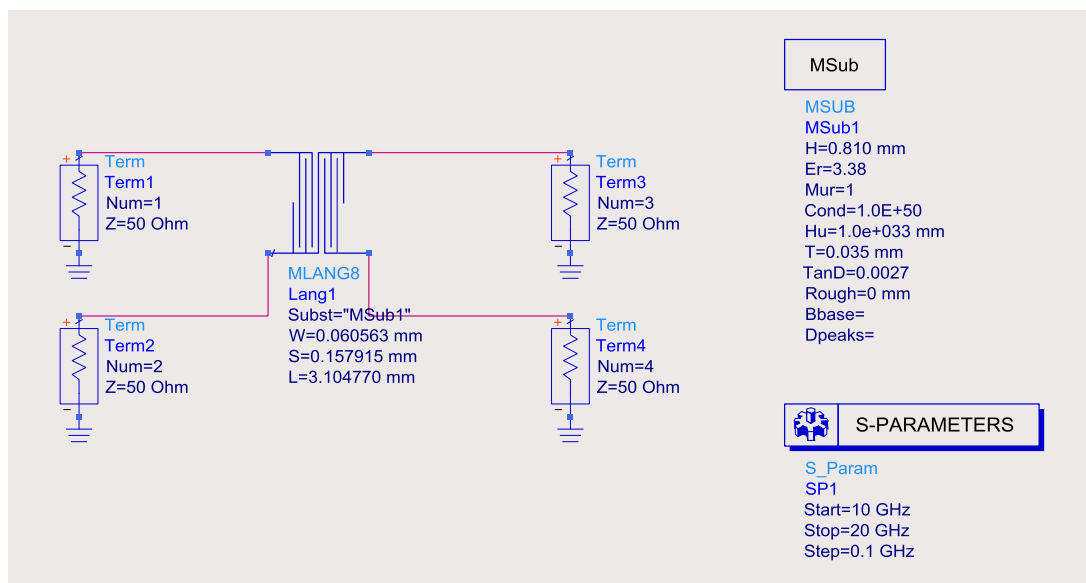 MSub
MSUB
MSub1
H=0.810 mm
Er=3.38
Mur=1
Cond=1.0E+50
Hu=1.0e+033 mm
T=0.035 mm
TanD=0.0027
Rough=0 mm
Bbase=
Dpeaks=
+
Term
Term1
Num=1
Z=50 Ohm
−
+
Term
Term3
Num=3
Z=50 Ohm
−
MLANG8
Lang1
Subst="MSub1"
W=0.060563 mm
S=0.157915 mm
L=3.104770 mm
+
Term
Term2
Num=2
Z=50 Ohm
−
+
Term
Term4
Num=4
Z=50 Ohm
−
S-PARAMETERS
S_Param
SP1
Start=10 GHz
Stop=20 GHz
Step=0.1 GHz